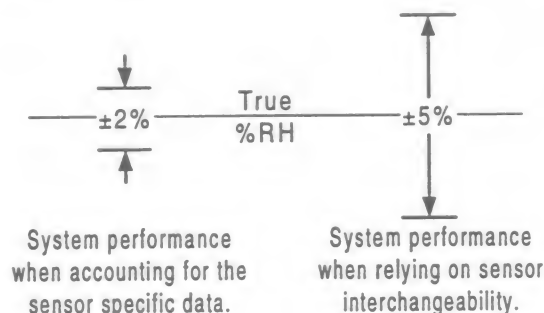 True
±2%
±5%
%RH
System performance
when accounting for the
sensor specific data.
System performance
when relying on sensor
interchangeability.